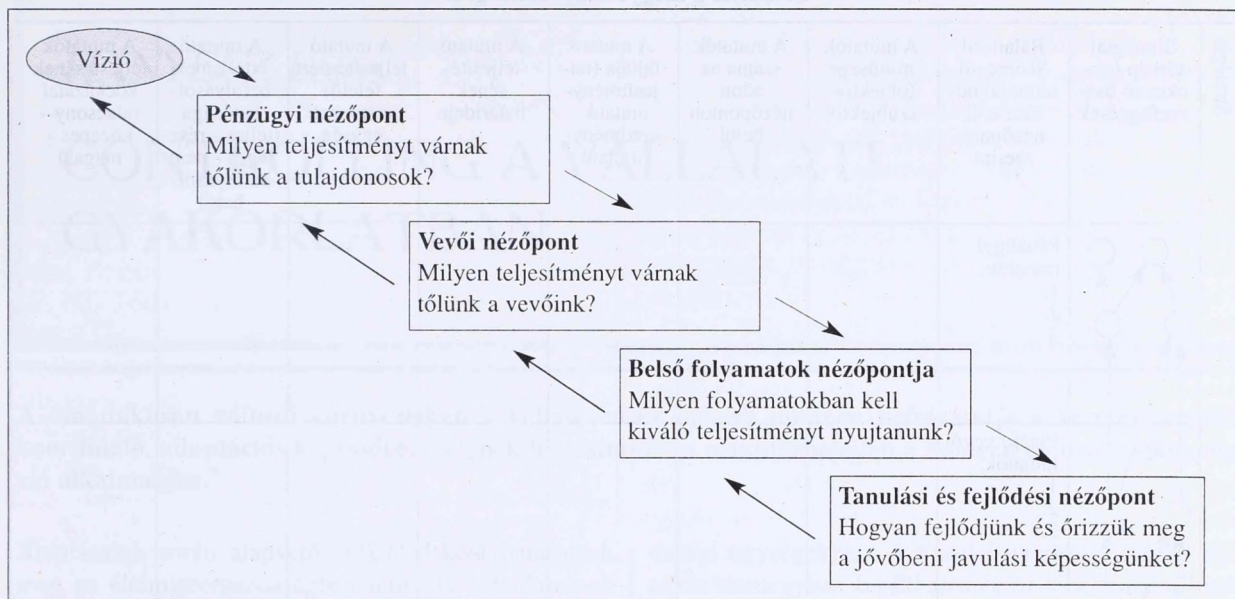 Vízió
Pénzügyi nézőpont
Milyen teljesítményt várnak
tőlünk a tulajdonosok?
Vevői nézőpont
Milyen teljesítményt várnak
tőlünk a vevőink?
Belső folyamatok nézőpontja
Milyen folyamatokban kell
kiváló teljesítményt nyujtanunk?
Tanulási és fejlődési nézőpont
Hogyan fejlődjünk és őrizzük meg
a jövőbeni javulási képességünket?